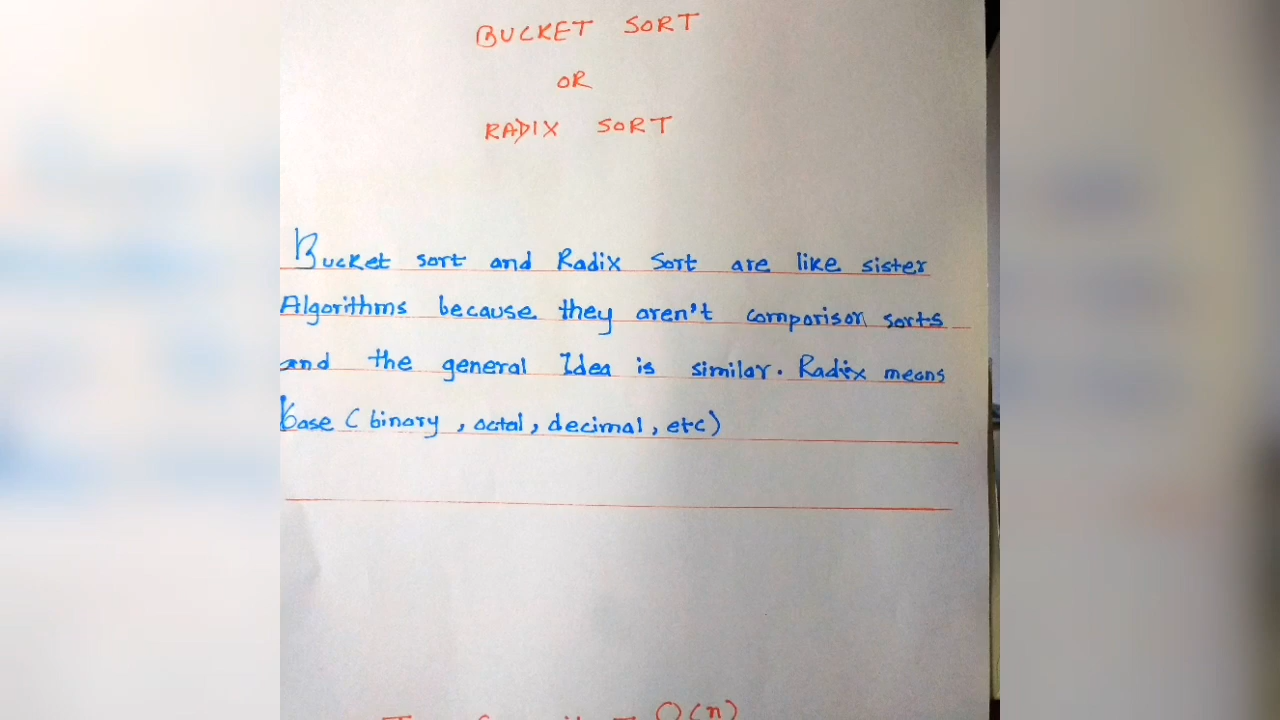 BUCKET SORT
OR
RADIX SORT
Bucket sort and Radix Sort are like sister
Algorithms because they aren't comparison sorts
and the general Idea is similar. Radix means
base ( binary , octal, decimal, etc)
O(n)